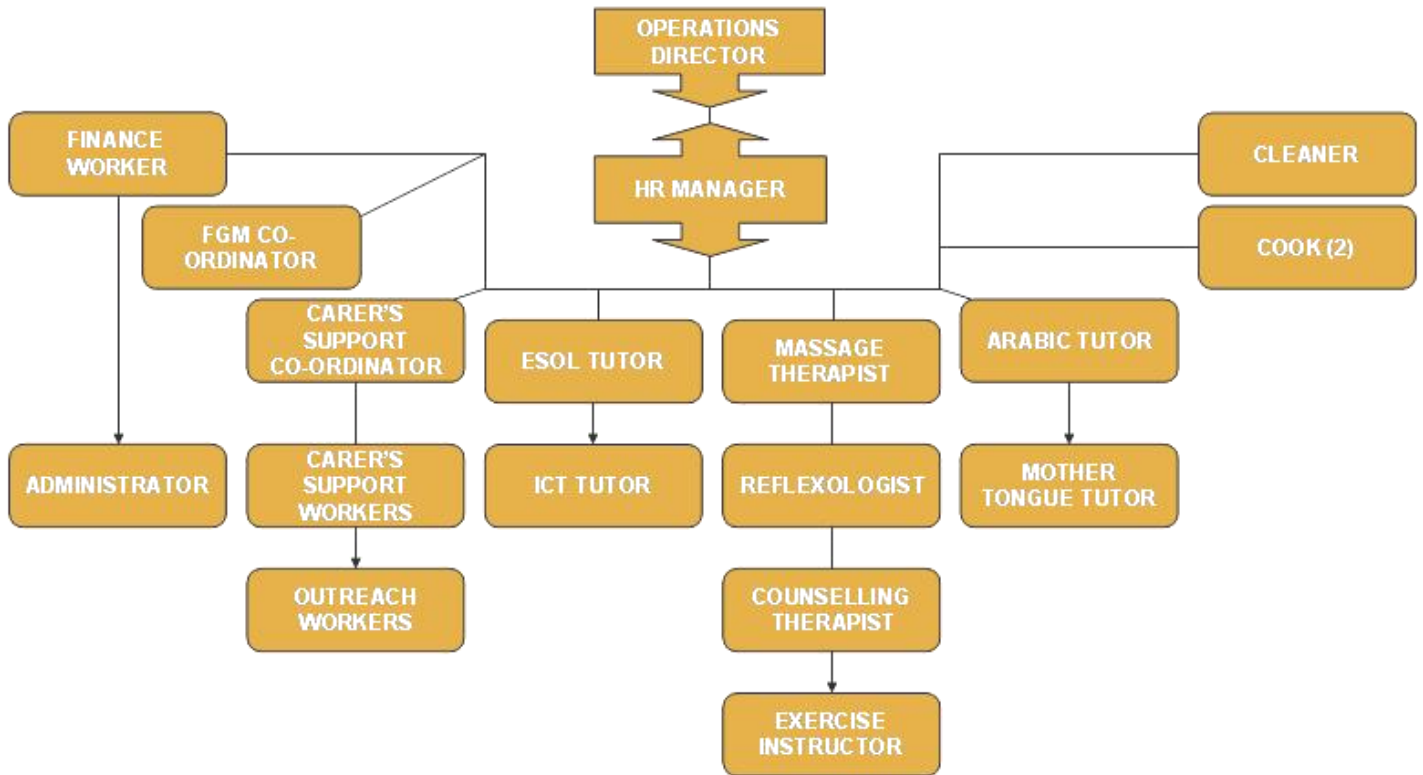 OPERATIONS
DIRECTOR
FINANCE
WORKER
HR MANAGER
CLEANER
FGM CO-
ORDINATOR
COOK (2)
CARER'S
SUPPORT
CO-ORDINATOR
ESOL TUTOR
MASSAGE
THERAPIST
ARABIC TUTOR
ADMINISTRATOR
CARER'S
SUPPORT
WORKERS
ICT TUTOR
REFLEXOLOGIST
MOTHER
TONGUE TUTOR
OUTREACH
WORKERS
COUNSELLING
THERAPIST
EXERCISE
INSTRUCTOR